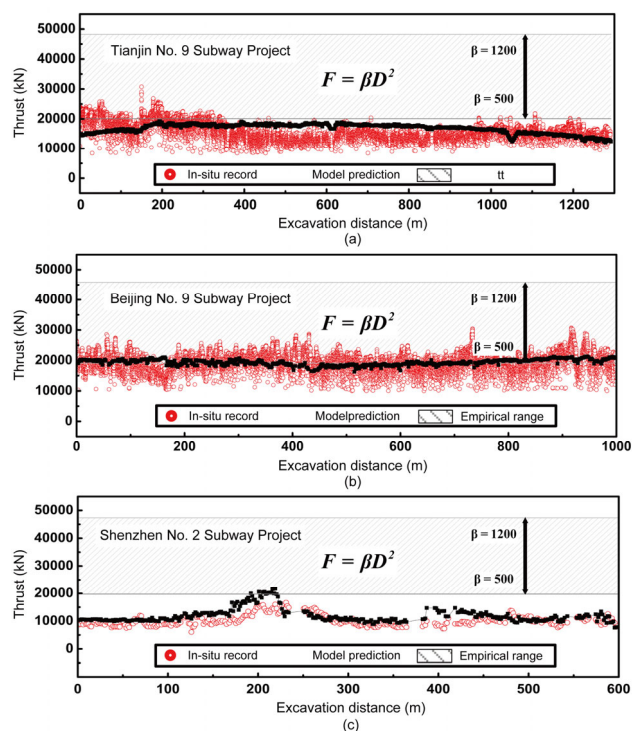 (a)
50000
Tianjin No. 9 Subway Project
β = 1200
40000
F = βD²
30000
β = 500
20000
10000
0
Thrust (kN)
In-situ record Model prediction tt
0 200 400 600 800 1000 1200
Excavation distance (m)
(a)
50000
Beijing No. 9 Subway Project
β = 1200
40000
F = βD²
30000
β = 500
20000
10000
0
Thrust (kN)
In-situ record Modelprediction Empirical range
0 200 400 600 800 1000
Excavation distance (m)
(b)
50000
Shenzhen No. 2 Subway Project
β = 1200
40000
F = βD²
30000
β = 500
20000
10000
0
Thrust (kN)
In-situ record Model prediction Empirical range
0 100 200 300 400 500 600
Excavation distance (m)
(c)